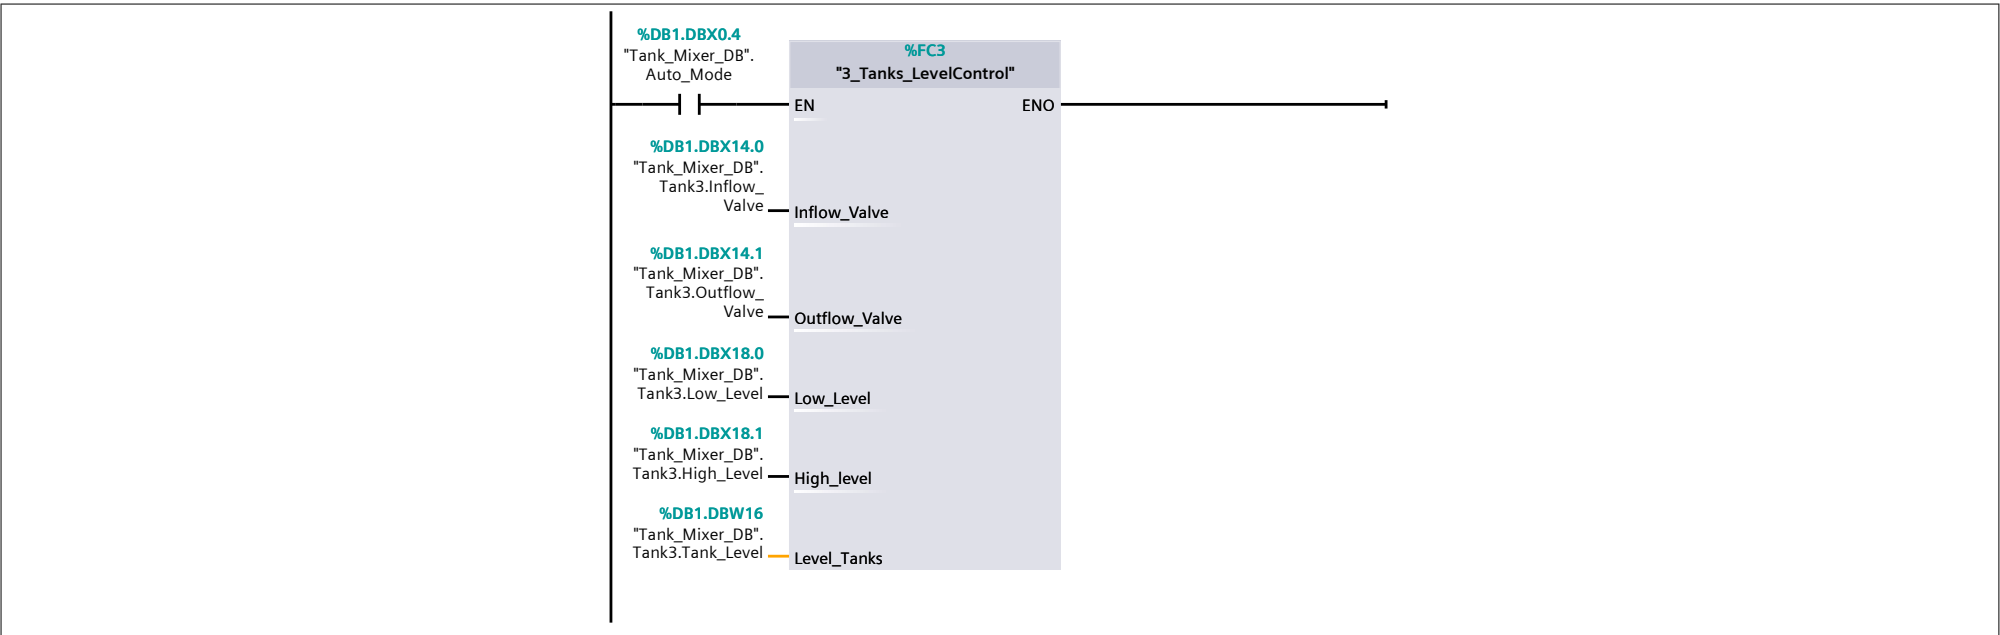 %DB1.DBX0.4
"Tank_Mixer_DB".
Auto_Mode
%FC3
"3_Tanks_LevelControl"
EN
ENO
%DB1.DBX14.0
"Tank_Mixer_DB".
Tank3.Inflow_
Valve
Inflow_Valve
%DB1.DBX14.1
"Tank_Mixer_DB".
Tank3.Outflow_
Valve
Outflow_Valve
%DB1.DBX18.0
"Tank_Mixer_DB".
Tank3.Low_Level
Low_Level
%DB1.DBX18.1
"Tank_Mixer_DB".
Tank3.High_Level
High_level
%DB1.DBW16
"Tank_Mixer_DB".
Tank3.Tank_Level
Level_Tanks